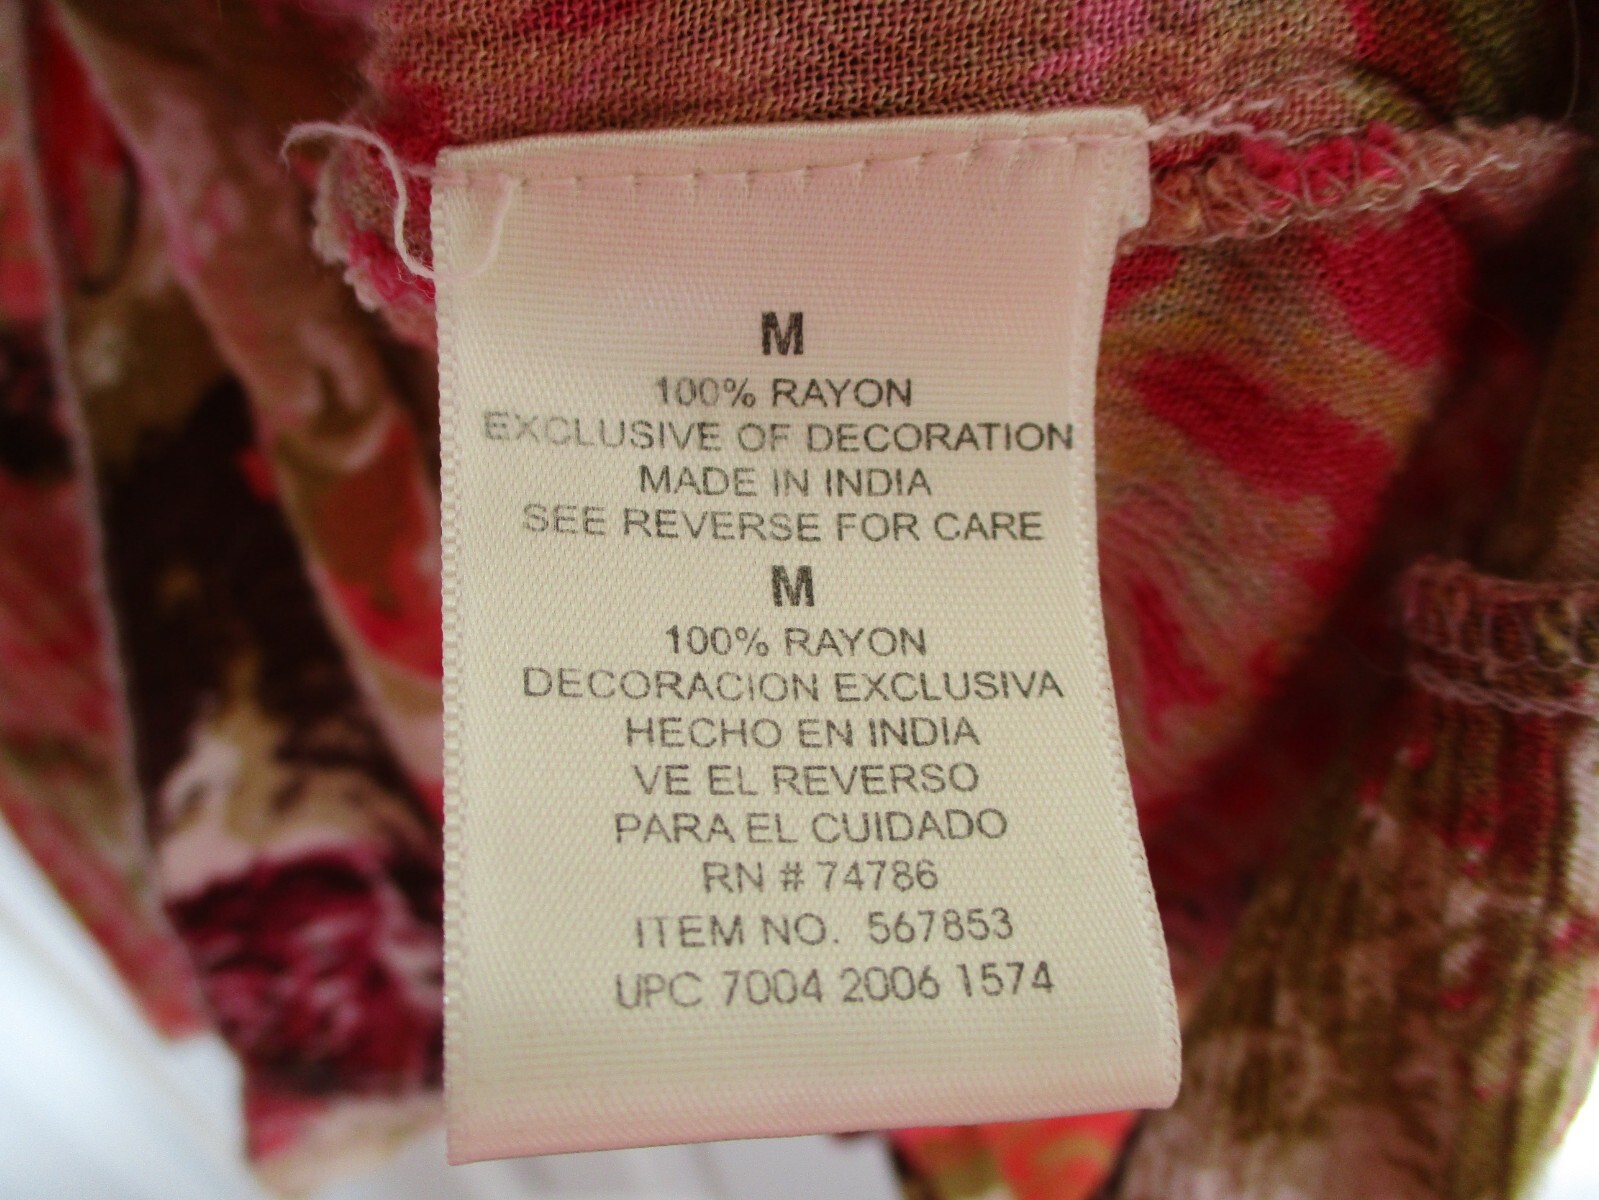 M
100% RAYON
EXCLUSIVE OF DECORATION
MADE IN INDIA
SEE REVERSE FOR CARE
M
100% RAYON
DECORACION EXCLUSIVA
HECHO EN INDIA
VE EL REVERSO
PARA EL CUIDADO
RN # 74786
ITEM NO. 567853
UPC 7004 2006 1574